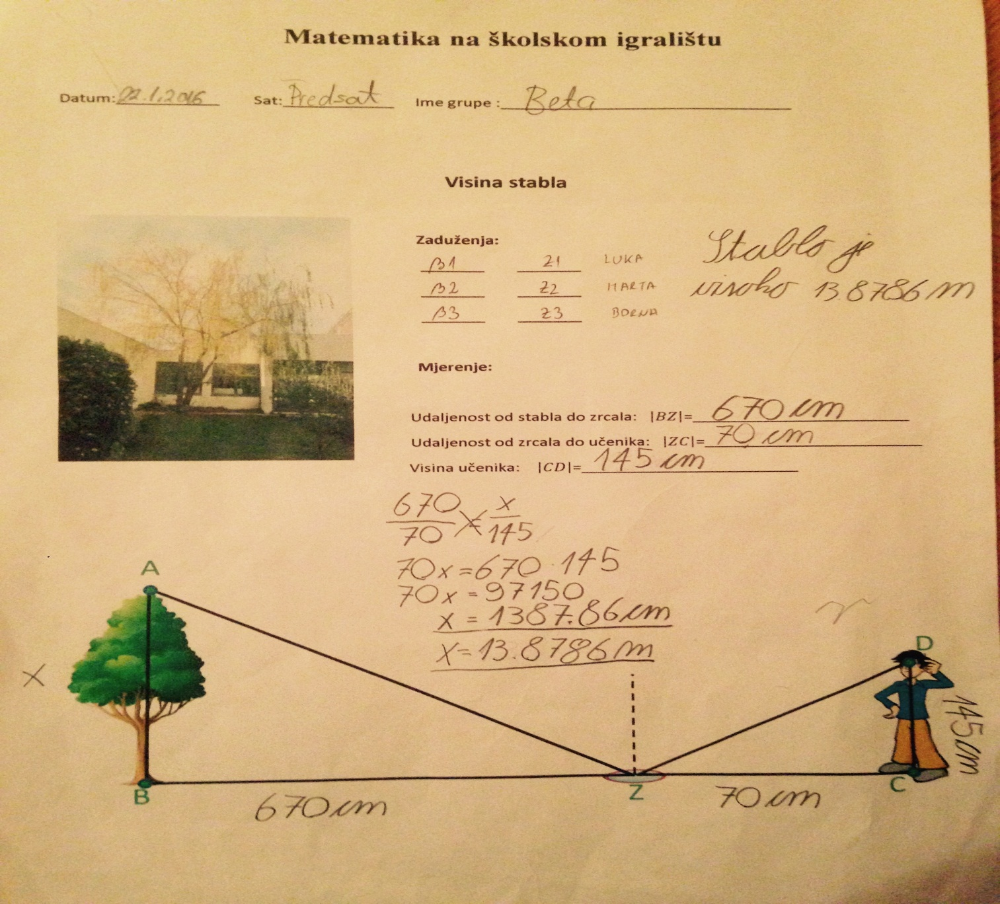 Matematika na školskom igralištu
Datum: 22.1.2016 Sat: Predsat Ime grupe : Beta
Visina stabla
Zaduženja:
B1 Z1 LUKA
B2 Z2 MARTA
B3 Z3 BORNA
Stablo je
visoko 13.8786 m
Mjerenje:
Udaljenost od stabla do zrcala: |BZ|= 670 cm
Udaljenost od zrcala do učenika: |ZC|= 70 cm
Visina učenika: |CD|= 145 cm
670/70 = x/145
70x = 670 · 145
70x = 97150
x = 1387.86 cm
x = 13.8786 m
A
D
x
145 cm
B
Z
C
670 cm
70 cm